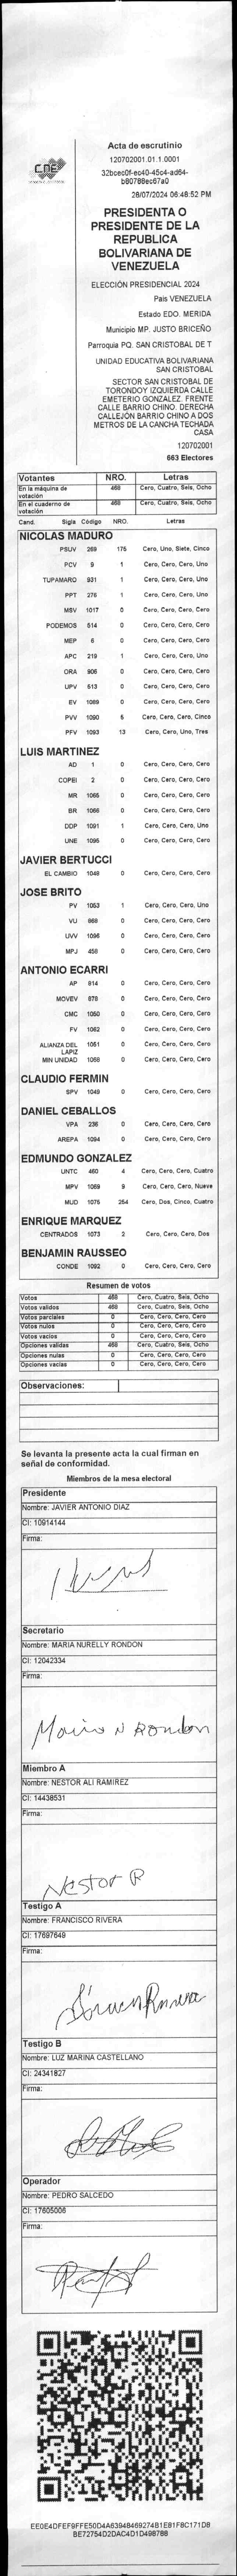 CNE
Acta de escrutinio
120702001.01.1.0001
32bcec0f-ec40-45c4-ad64-
b80788ec67a0
28/07/2024 06:48:52 PM
PRESIDENTA O
PRESIDENTE DE LA
REPUBLICA
BOLIVARIANA DE
VENEZUELA
ELECCIÓN PRESIDENCIAL 2024
Pais VENEZUELA
Estado EDO. MERIDA
Municipio MP. JUSTO BRICEÑO
Parroquia PQ. SAN CRISTOBAL DE T
UNIDAD EDUCATIVA BOLIVARIANA
SAN CRISTOBAL
SECTOR SAN CRISTOBAL DE
TORONDOY IZQUIERDA CALLE
EMETERIO GONZÁLEZ. FRENTE
CALLE BARRIO CHINO. DERECHA
CALLEJÓN BARRIO CHINO A DOS
METROS DE LA CANCHA TECHADA
CASA
120702001
663 Electores
Votantes NRO. Letras
En la máquina de votación 468 Cero, Cuatro, Seis, Ocho
En el cuaderno de votación 468 Cero, Cuatro, Seis, Ocho
Cand. Sigla Código NRO. Letras
NICOLAS MADURO
PSUV 269 175 Cero, Uno, Siete, Cinco
PCV 9 1 Cero, Cero, Cero, Uno
TUPAMARO 931 1 Cero, Cero, Cero, Uno
PPT 276 1 Cero, Cero, Cero, Uno
MSV 1017 0 Cero, Cero, Cero, Cero
PODEMOS 514 0 Cero, Cero, Cero, Cero
MEP 6 0 Cero, Cero, Cero, Cero
APC 219 1 Cero, Cero, Cero, Uno
ORA 906 0 Cero, Cero, Cero, Cero
UPV 513 0 Cero, Cero, Cero, Cero
EV 1089 0 Cero, Cero, Cero, Cero
PVV 1090 5 Cero, Cero, Cero, Cinco
PFV 1093 13 Cero, Cero, Uno, Tres
LUIS MARTINEZ
AD 1 0 Cero, Cero, Cero, Cero
COPEI 2 0 Cero, Cero, Cero, Cero
MR 1065 0 Cero, Cero, Cero, Cero
BR 1066 0 Cero, Cero, Cero, Cero
DDP 1091 1 Cero, Cero, Cero, Uno
UNE 1095 0 Cero, Cero, Cero, Cero
JAVIER BERTUCCI
EL CAMBIO 1048 0 Cero, Cero, Cero, Cero
JOSE BRITO
PV 1053 1 Cero, Cero, Cero, Uno
VU 868 0 Cero, Cero, Cero, Cero
UVV 1096 0 Cero, Cero, Cero, Cero
MPJ 458 0 Cero, Cero, Cero, Cero
ANTONIO ECARRI
AP 814 0 Cero, Cero, Cero, Cero
MOVEV 878 0 Cero, Cero, Cero, Cero
CMC 1050 0 Cero, Cero, Cero, Cero
FV 1062 0 Cero, Cero, Cero, Cero
ALIANZA DEL LAPIZ 1051 0 Cero, Cero, Cero, Cero
MIN UNIDAD 1058 0 Cero, Cero, Cero, Cero
CLAUDIO FERMIN
SPV 1049 0 Cero, Cero, Cero, Cero
DANIEL CEBALLOS
VPA 236 0 Cero, Cero, Cero, Cero
AREPA 1094 0 Cero, Cero, Cero, Cero
EDMUNDO GONZALEZ
UNTC 460 4 Cero, Cero, Cero, Cuatro
MPV 1069 9 Cero, Cero, Cero, Nueve
MUD 1075 254 Cero, Dos, Cinco, Cuatro
ENRIQUE MARQUEZ
CENTRADOS 1073 2 Cero, Cero, Cero, Dos
BENJAMIN RAUSSEO
CONDE 1092 0 Cero, Cero, Cero, Cero
Resumen de votos
Votos 468 Cero, Cuatro, Seis, Ocho
Votos validos 468 Cero, Cuatro, Seis, Ocho
Votos parciales 0 Cero, Cero, Cero, Cero
Votos nulos 0 Cero, Cero, Cero, Cero
Votos vacios 0 Cero, Cero, Cero, Cero
Opciones validas 468 Cero, Cuatro, Seis, Ocho
Opciones nulas 0 Cero, Cero, Cero, Cero
Opciones vacias 0 Cero, Cero, Cero, Cero
Observaciones:
Se levanta la presente acta la cual firman en
señal de conformidad.
Miembros de la mesa electoral
Presidente
Nombre: JAVIER ANTONIO DIAZ
CI: 10914144
Firma:
Secretario
Nombre: MARIA NURELLY RONDON
CI: 12042334
Firma:
Maria N Rondon
Miembro A
Nombre: NESTOR ALI RAMIREZ
CI: 14438531
Firma:
Nestor R
Testigo A
Nombre: FRANCISCO RIVERA
CI: 17697649
Firma:
Testigo B
Nombre: LUZ MARINA CASTELLANO
CI: 24341827
Firma:
Operador
Nombre: PEDRO SALCEDO
CI: 17605006
Firma:
EE0E4DFEF9FFE50D4A63948469274B1E81F8C171D8
BE72754D2DAC4D1D498788